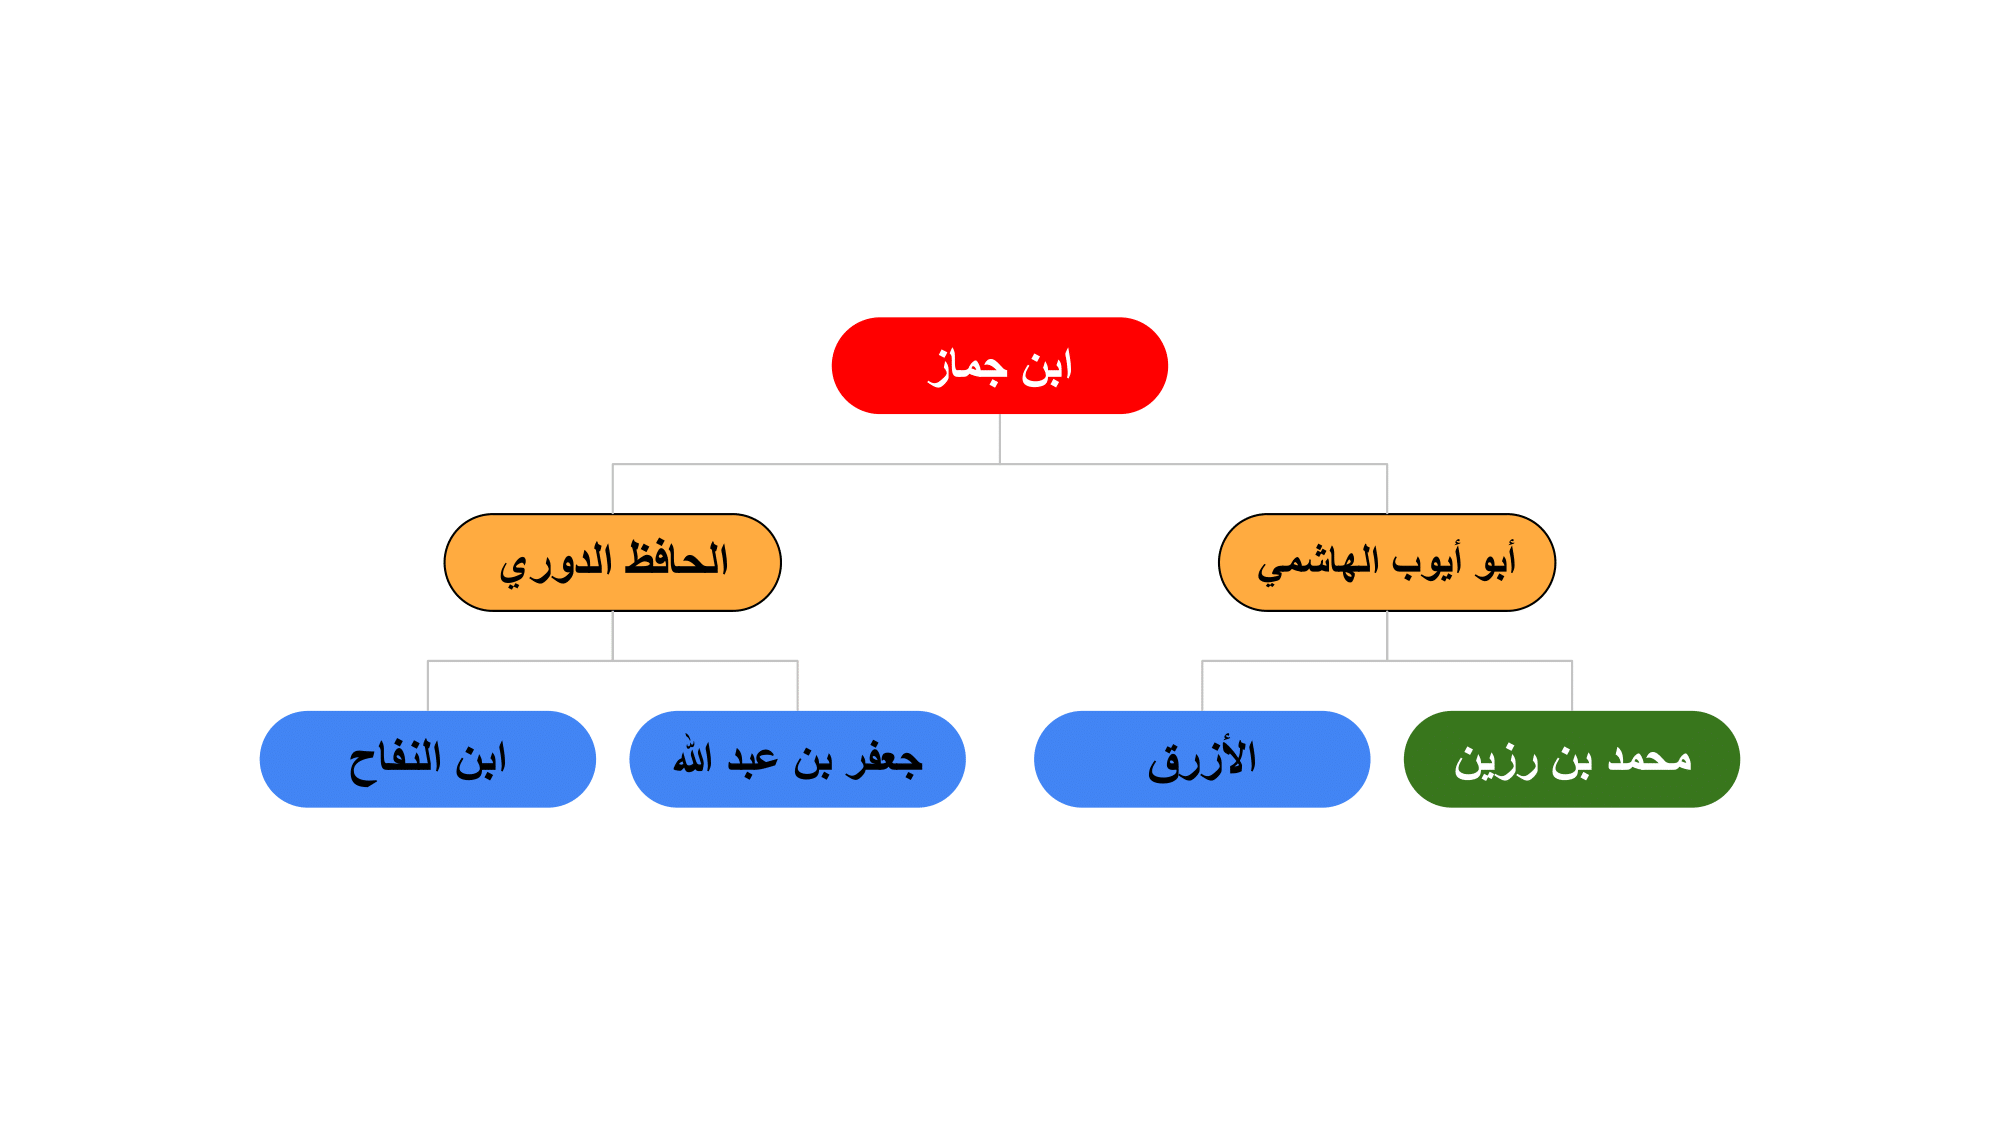 ابن جماز
أبو أيوب الهاشمي
الحافظ الدوري
محمد بن رزين
الأزرق
جعفر بن عبد الله
ابن النفاح